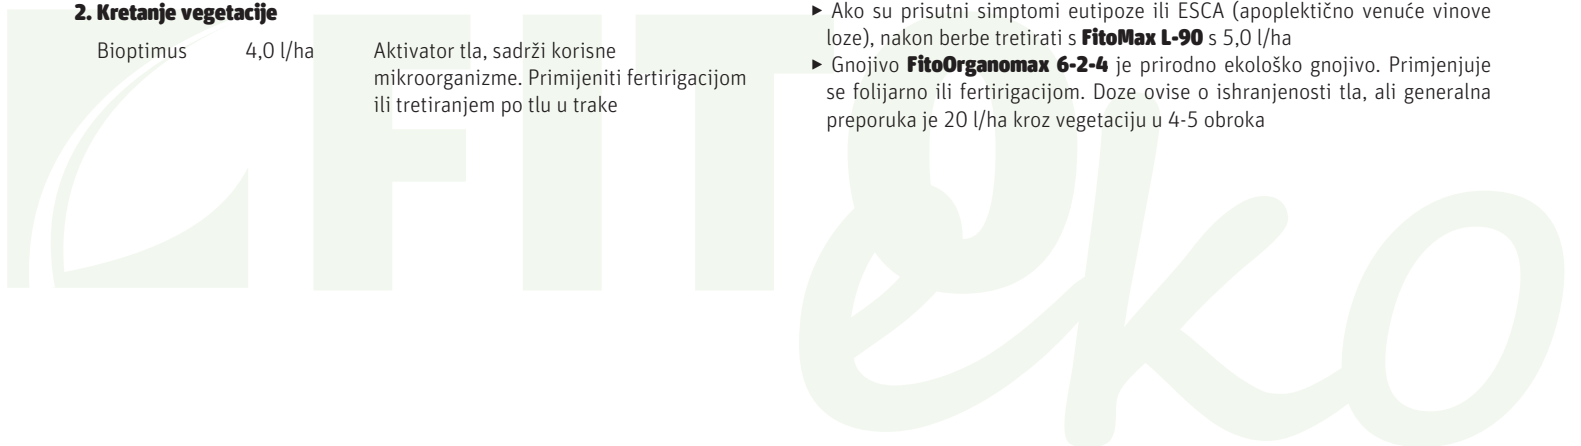 2. Kretanje vegetacije
Bioptimus 4,0 l/ha Aktivator tla, sadrži korisne
mikroorganizme. Primijeniti fertirigacijom
ili tretiranjem po tlu u trake
▸ Ako su prisutni simptomi eutipoze ili ESCA (apoplektično venuće vinove
loze), nakon berbe tretirati s FitoMax L-90 s 5,0 l/ha
▸ Gnojivo FitoOrganomax 6-2-4 je prirodno ekološko gnojivo. Primjenjuje
se folijarno ili fertirigacijom. Doze ovise o ishranjenosti tla, ali generalna
preporuka je 20 l/ha kroz vegetaciju u 4-5 obroka
FITO
eko